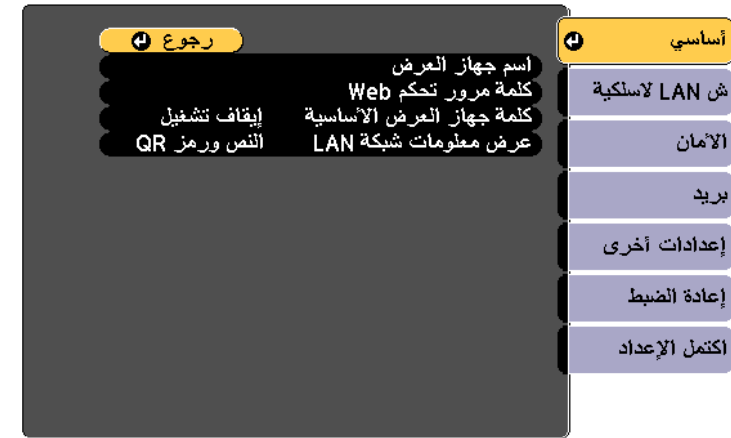 أساسي
ش LAN لاسلكية
الأمان
بريد
إعدادات أخرى
إعادة الضبط
اكتمل الإعداد
رجوع
اسم جهاز العرض
كلمة مرور تحكم Web
كلمة جهاز العرض الأساسية إيقاف تشغيل
عرض معلومات شبكة LAN النص ورمز QR